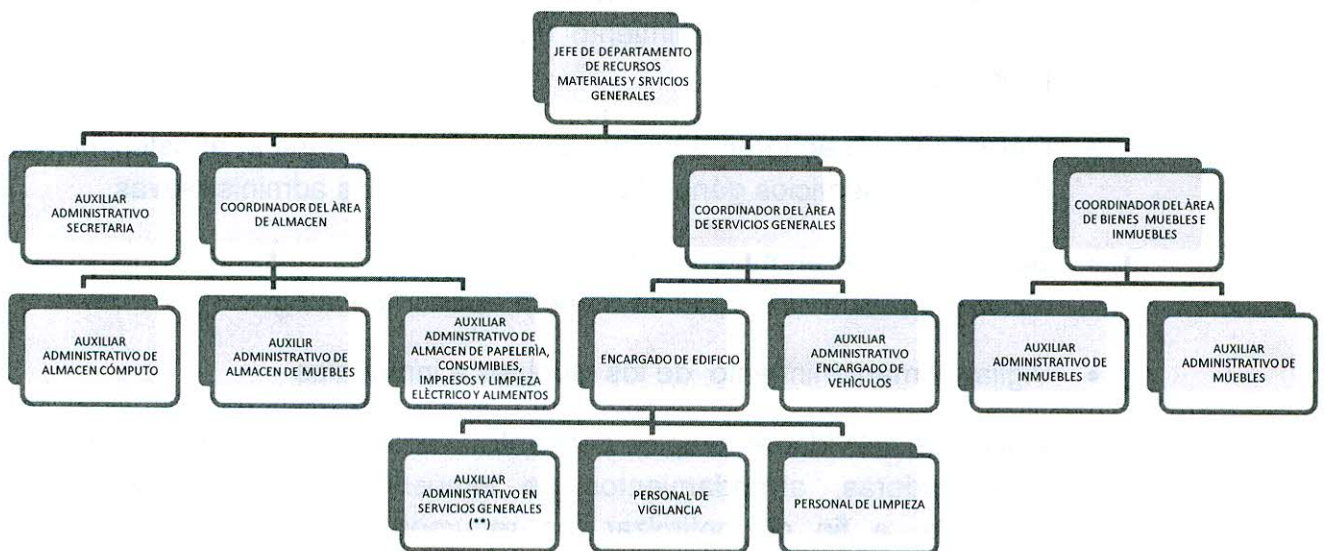 JEFE DE DEPARTAMENTO
DE RECURSOS
MATERIALES Y SRVICIOS
GENERALES
AUXILIAR
ADMINISTRATIVO
SECRETARIA
COORDINADOR DEL ÀREA
DE ALMACEN
COORDINADOR DEL ÀREA
DE SERVICIOS GENERALES
COORDINADOR DEL ÀREA
DE BIENES MUEBLES E
INMUEBLES
AUXILIAR
ADMINISTRATIVO DE
ALMACEN CÓMPUTO
AUXILIR
ADMINISTRATIVO DE
ALMACEN DE MUEBLES
AUXILIAR
ADMINSTRATIVO DE
ALMACEN DE PAPELERÌA,
CONSUMIBLES,
IMPRESOS Y LIMPIEZA
ELÈCTRICO Y ALIMENTOS
ENCARGADO DE EDIFICIO
AUXILIAR
ADMINISTRATIVO
ENCARGADO DE
VEHÌCULOS
AUXILIAR
ADMINISTRATIVO DE
INMUEBLES
AUXILIAR
ADMINISTRATIVO DE
MUEBLES
AUXILIAR
ADMINISTRATIVO EN
SERVICIOS GENERALES
(**)
PERSONAL DE
VIGILANCIA
PERSONAL DE LIMPIEZA